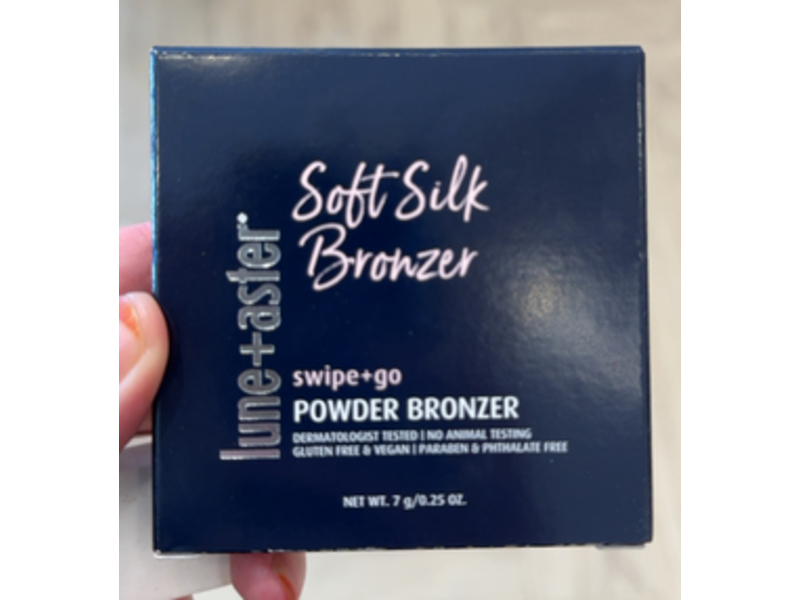 Soft Silk
Bronzer
lune+aster®
swipe+go
POWDER BRONZER
DERMATOLOGIST TESTED | NO ANIMAL TESTING
GLUTEN FREE & VEGAN | PARABEN & PHTHALATE FREE
NET WT. 7 g/0.25 OZ.